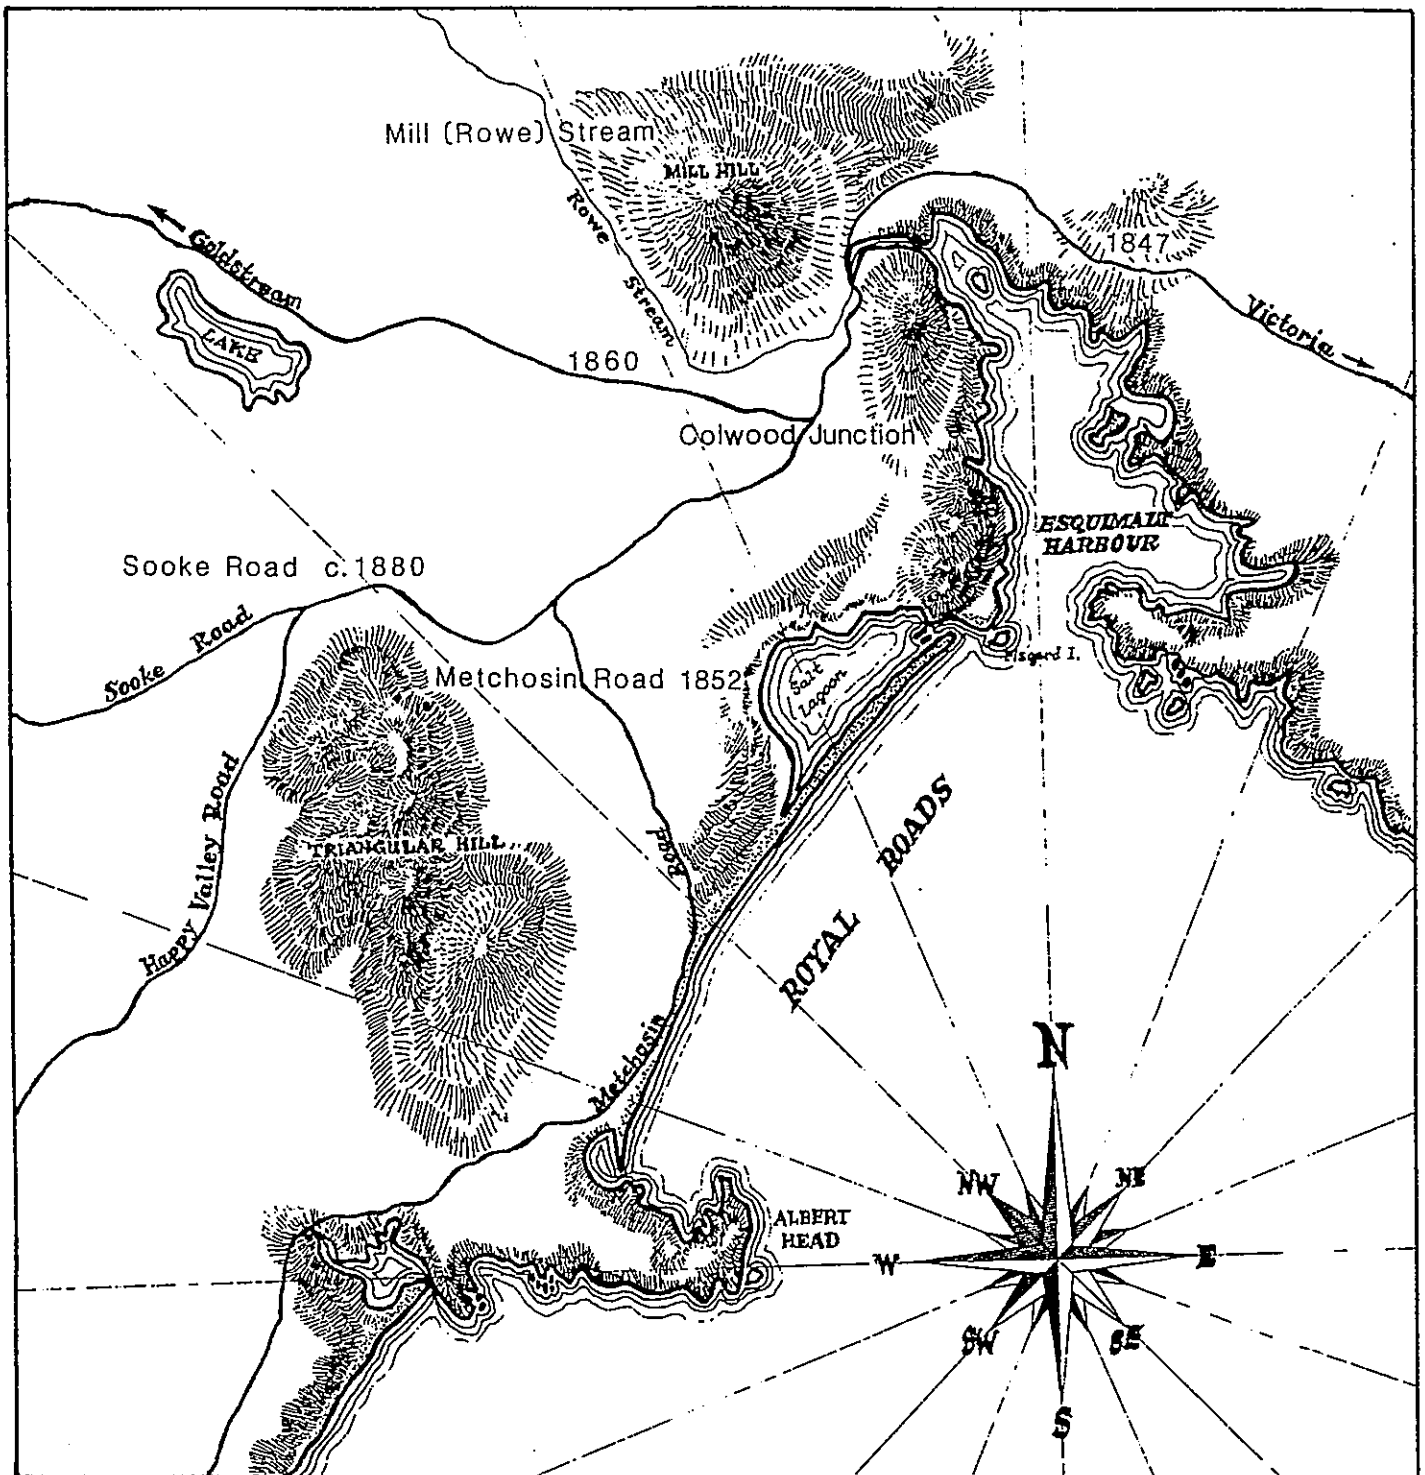 Mill (Rowe) Stream
MILL HILL
Rowe
Stream
Goldstream
1847
LAKE
Victoria
1860
Colwood Junction
ESQUIMALT
HARBOUR
Sooke Road c.1880
Sooke Road
Metchosin Road 1852
Salt
Lagoon
Fisgard I.
Happy Valley Road
TRIANGULAR HILL
Road
ROYAL ROADS
Metchosin
N
NW
NE
ALBERT
HEAD
W
E
SW
SE
S